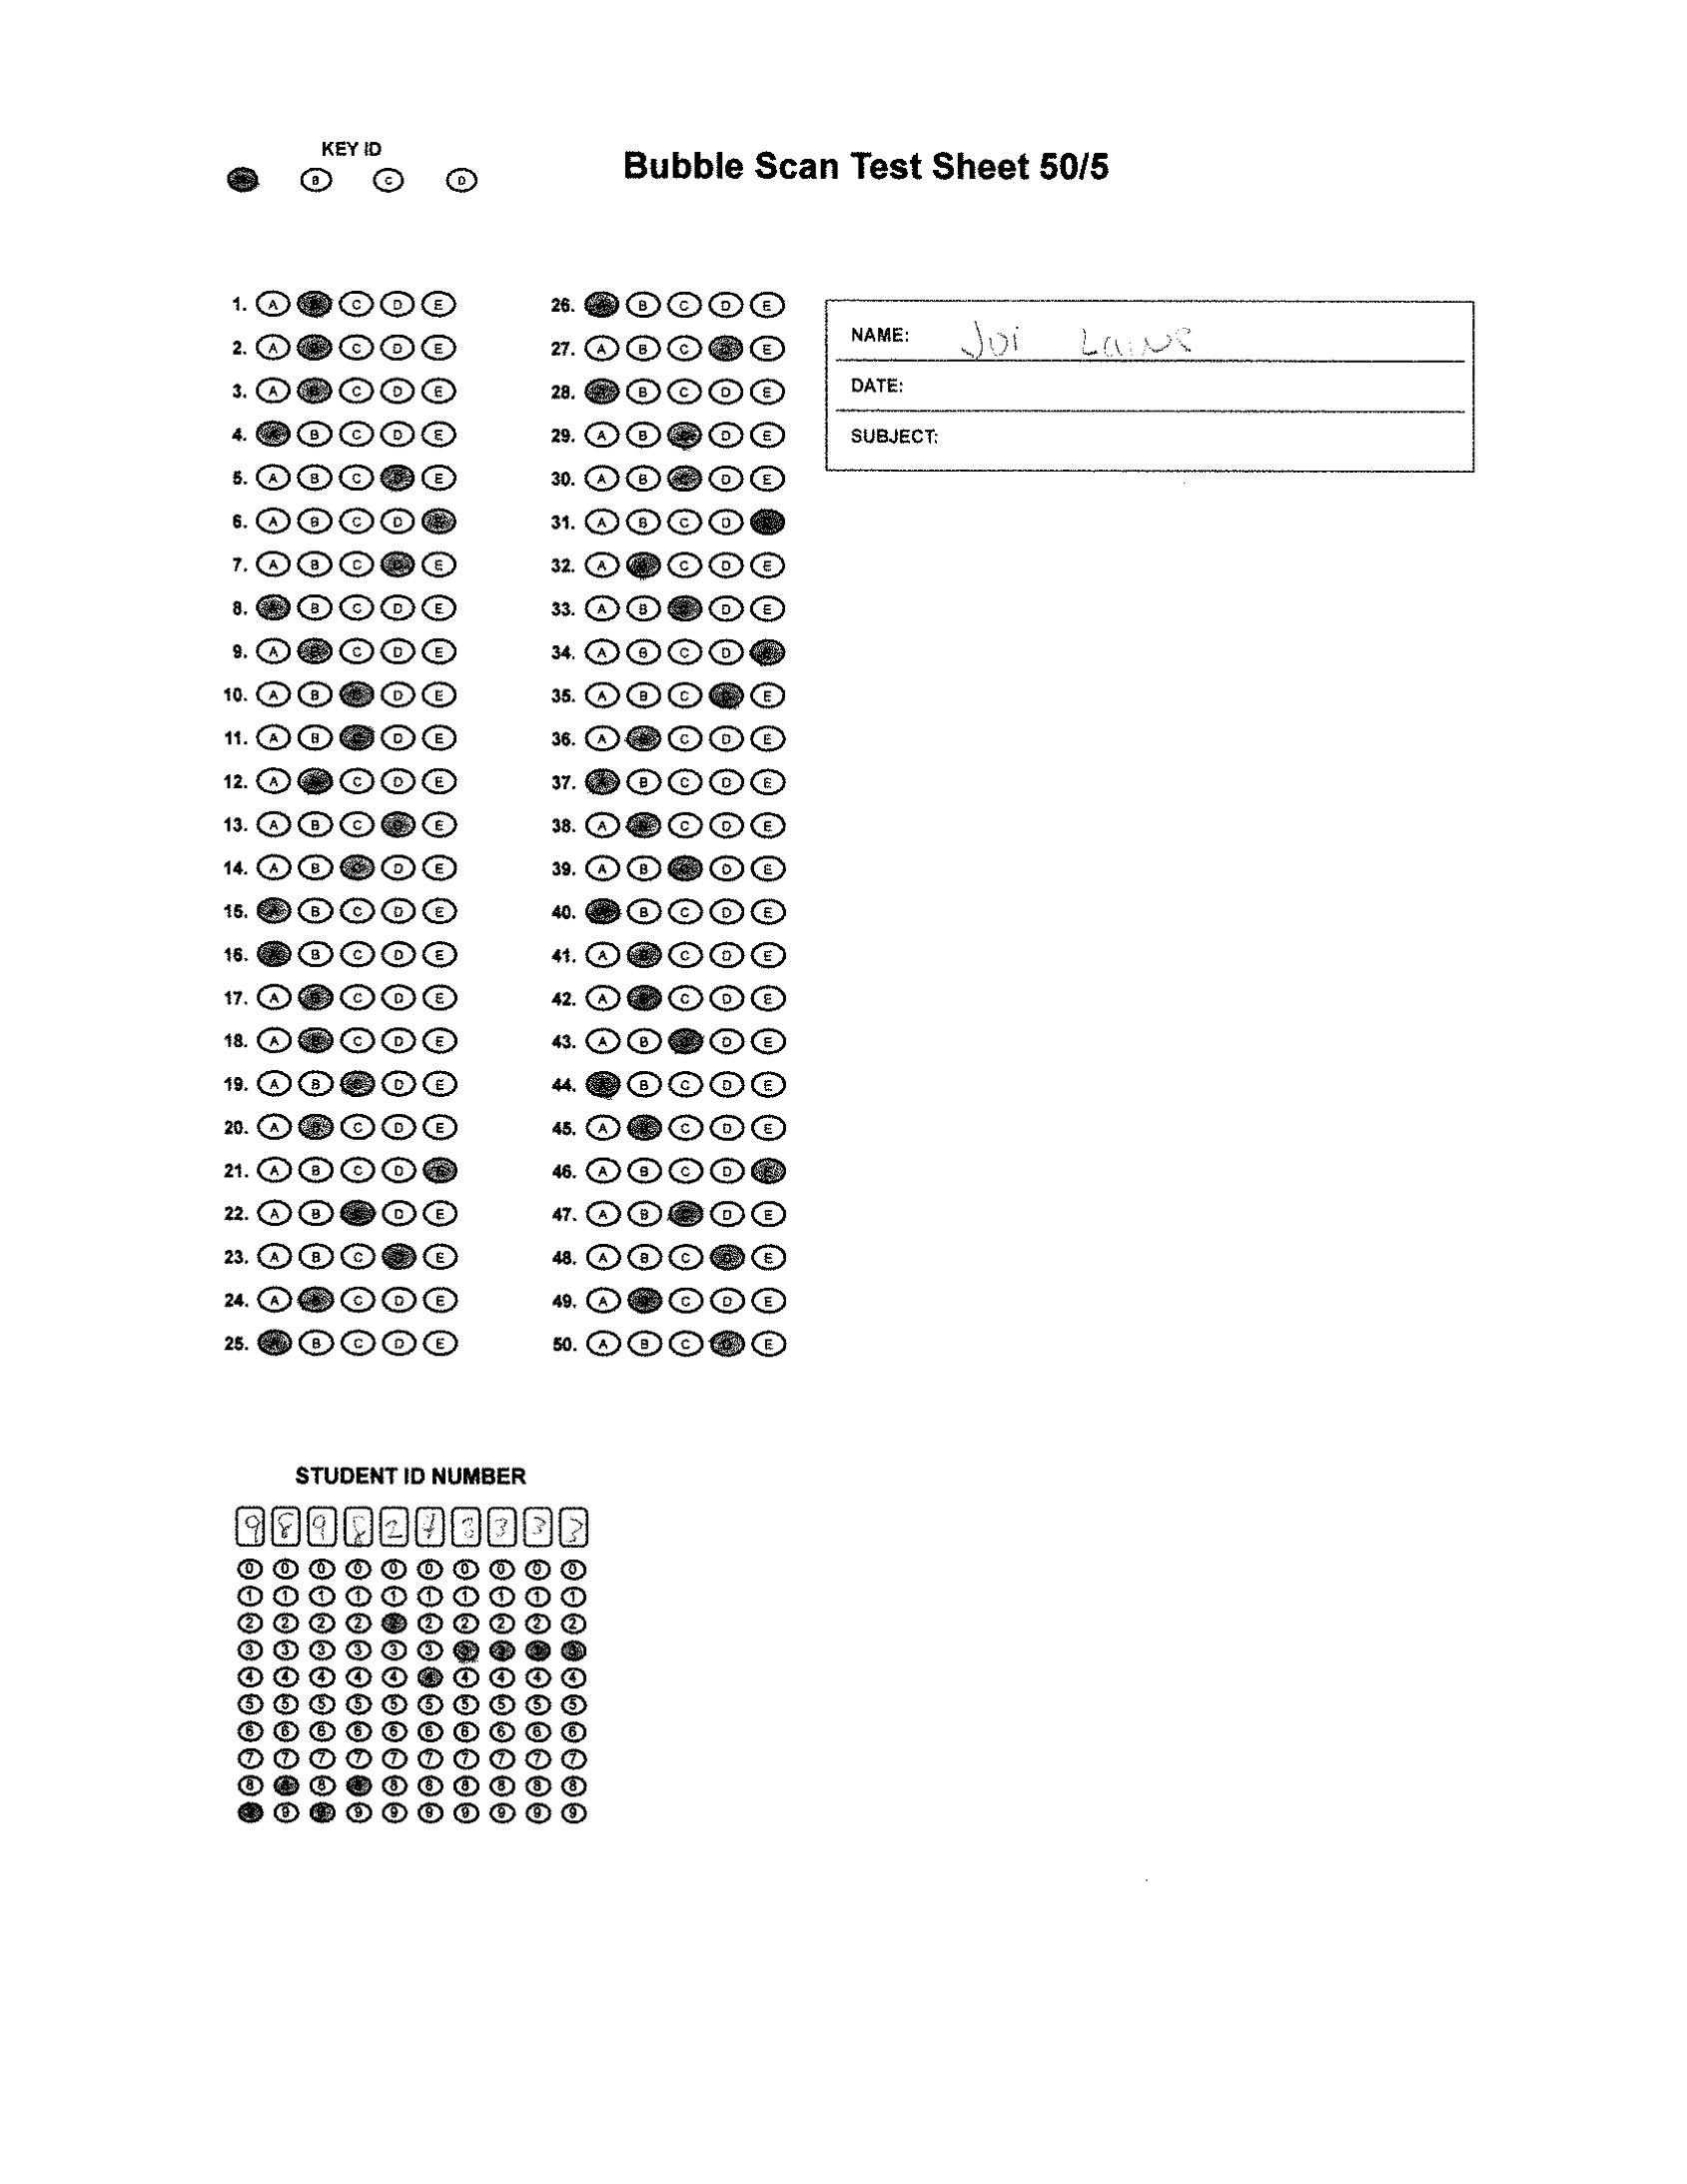 KEY ID
B C D
Bubble Scan Test Sheet 50/5
1. A C D E
2. A C D E
3. A C D E
4. B C D E
5. A B C E
6. A B C D
7. A B C E
8. B C D E
9. A C D E
10. A B D E
11. A B D E
12. A C D E
13. A B C E
14. A B D E
15. B C D E
16. B C D E
17. A C D E
18. A C D E
19. A B D E
20. A C D E
21. A B C D
22. A B D E
23. A B C E
24. A C D E
25. B C D E
26. B C D E
27. A B C E
28. B C D E
29. A B D E
30. A B D E
31. A B C D
32. A C D E
33. A B D E
34. A B C D
35. A B C E
36. A C D E
37. B C D E
38. A C D E
39. A B D E
40. B C D E
41. A C D E
42. A C D E
43. A B D E
44. B C D E
45. A C D E
46. A B C D
47. A B D E
48. A B C E
49. A C D E
50. A B C E
NAME: Joi
DATE:
SUBJECT:
STUDENT ID NUMBER
9 8 9 8 2 4 3 3 3 3
0 0 0 0 0 0 0 0 0 0
1 1 1 1 1 1 1 1 1 1
2 2 2 2 2 2 2 2 2
3 3 3 3 3 3
4 4 4 4 4 4 4 4 4 4
5 5 5 5 5 5 5 5 5 5
6 6 6 6 6 6 6 6 6 6
7 7 7 7 7 7 7 7 7 7
8 8 8 8 8 8 8 8
9 9 9 9 9 9 9 9